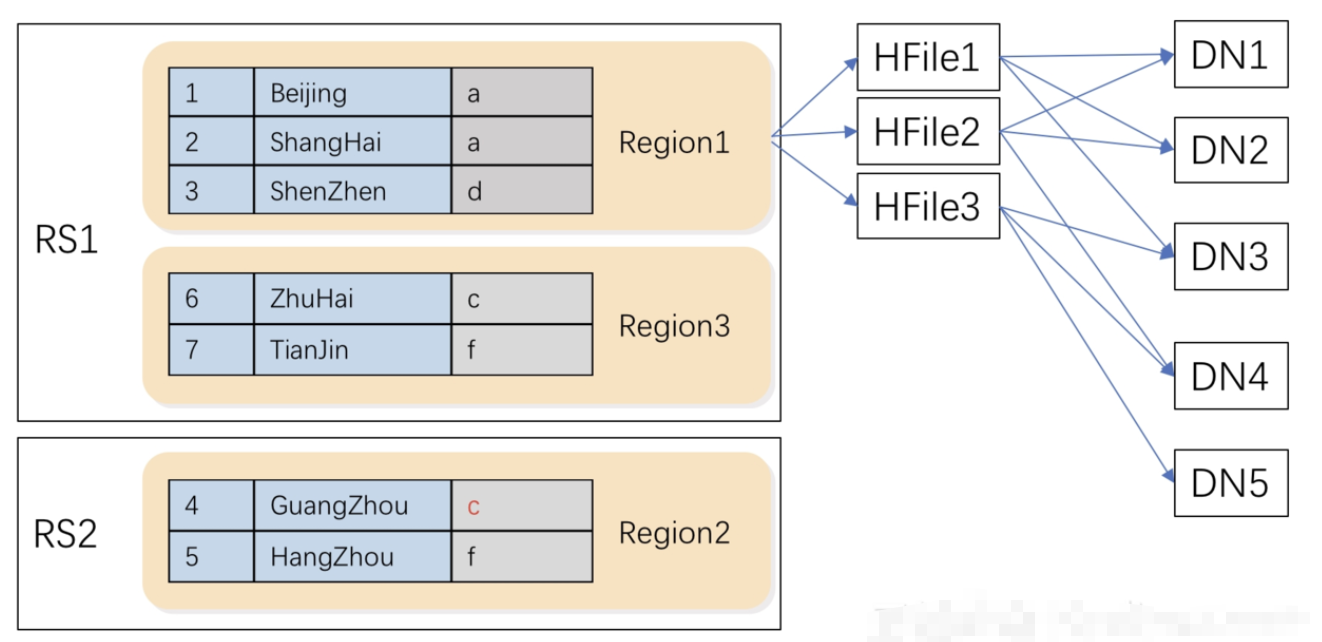 RS1
1 Beijing a
2 ShangHai a
3 ShenZhen d
Region1
6 ZhuHai c
7 TianJin f
Region3
RS2
4 GuangZhou c
5 HangZhou f
Region2
HFile1
HFile2
HFile3
DN1
DN2
DN3
DN4
DN5